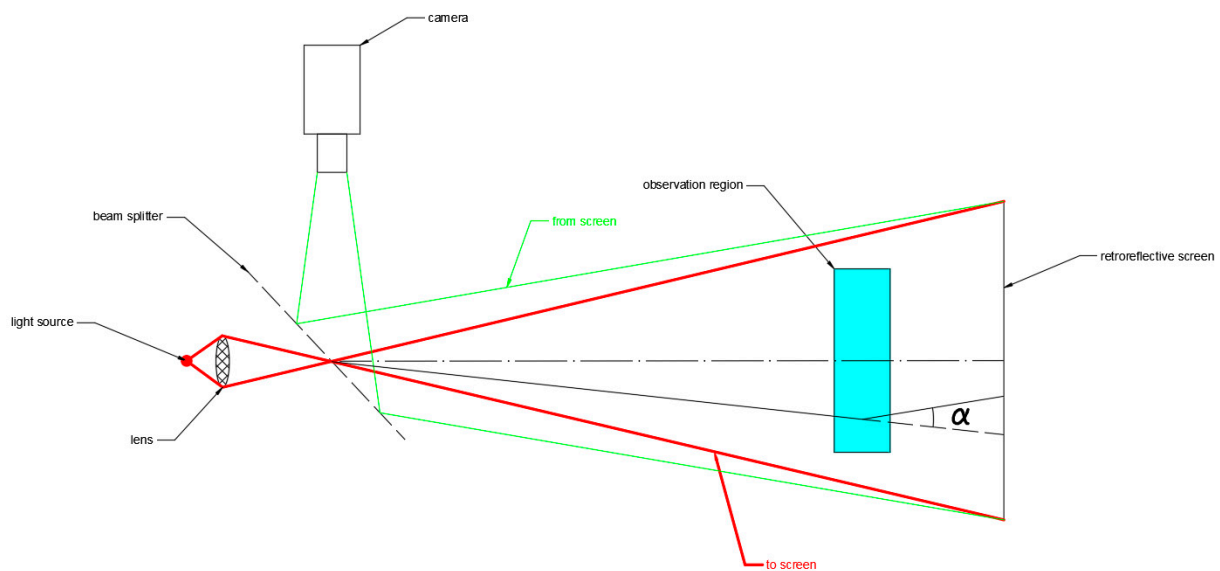 camera
observation region
beam splitter
from screen
retroreflective screen
light source
α
lens
to screen